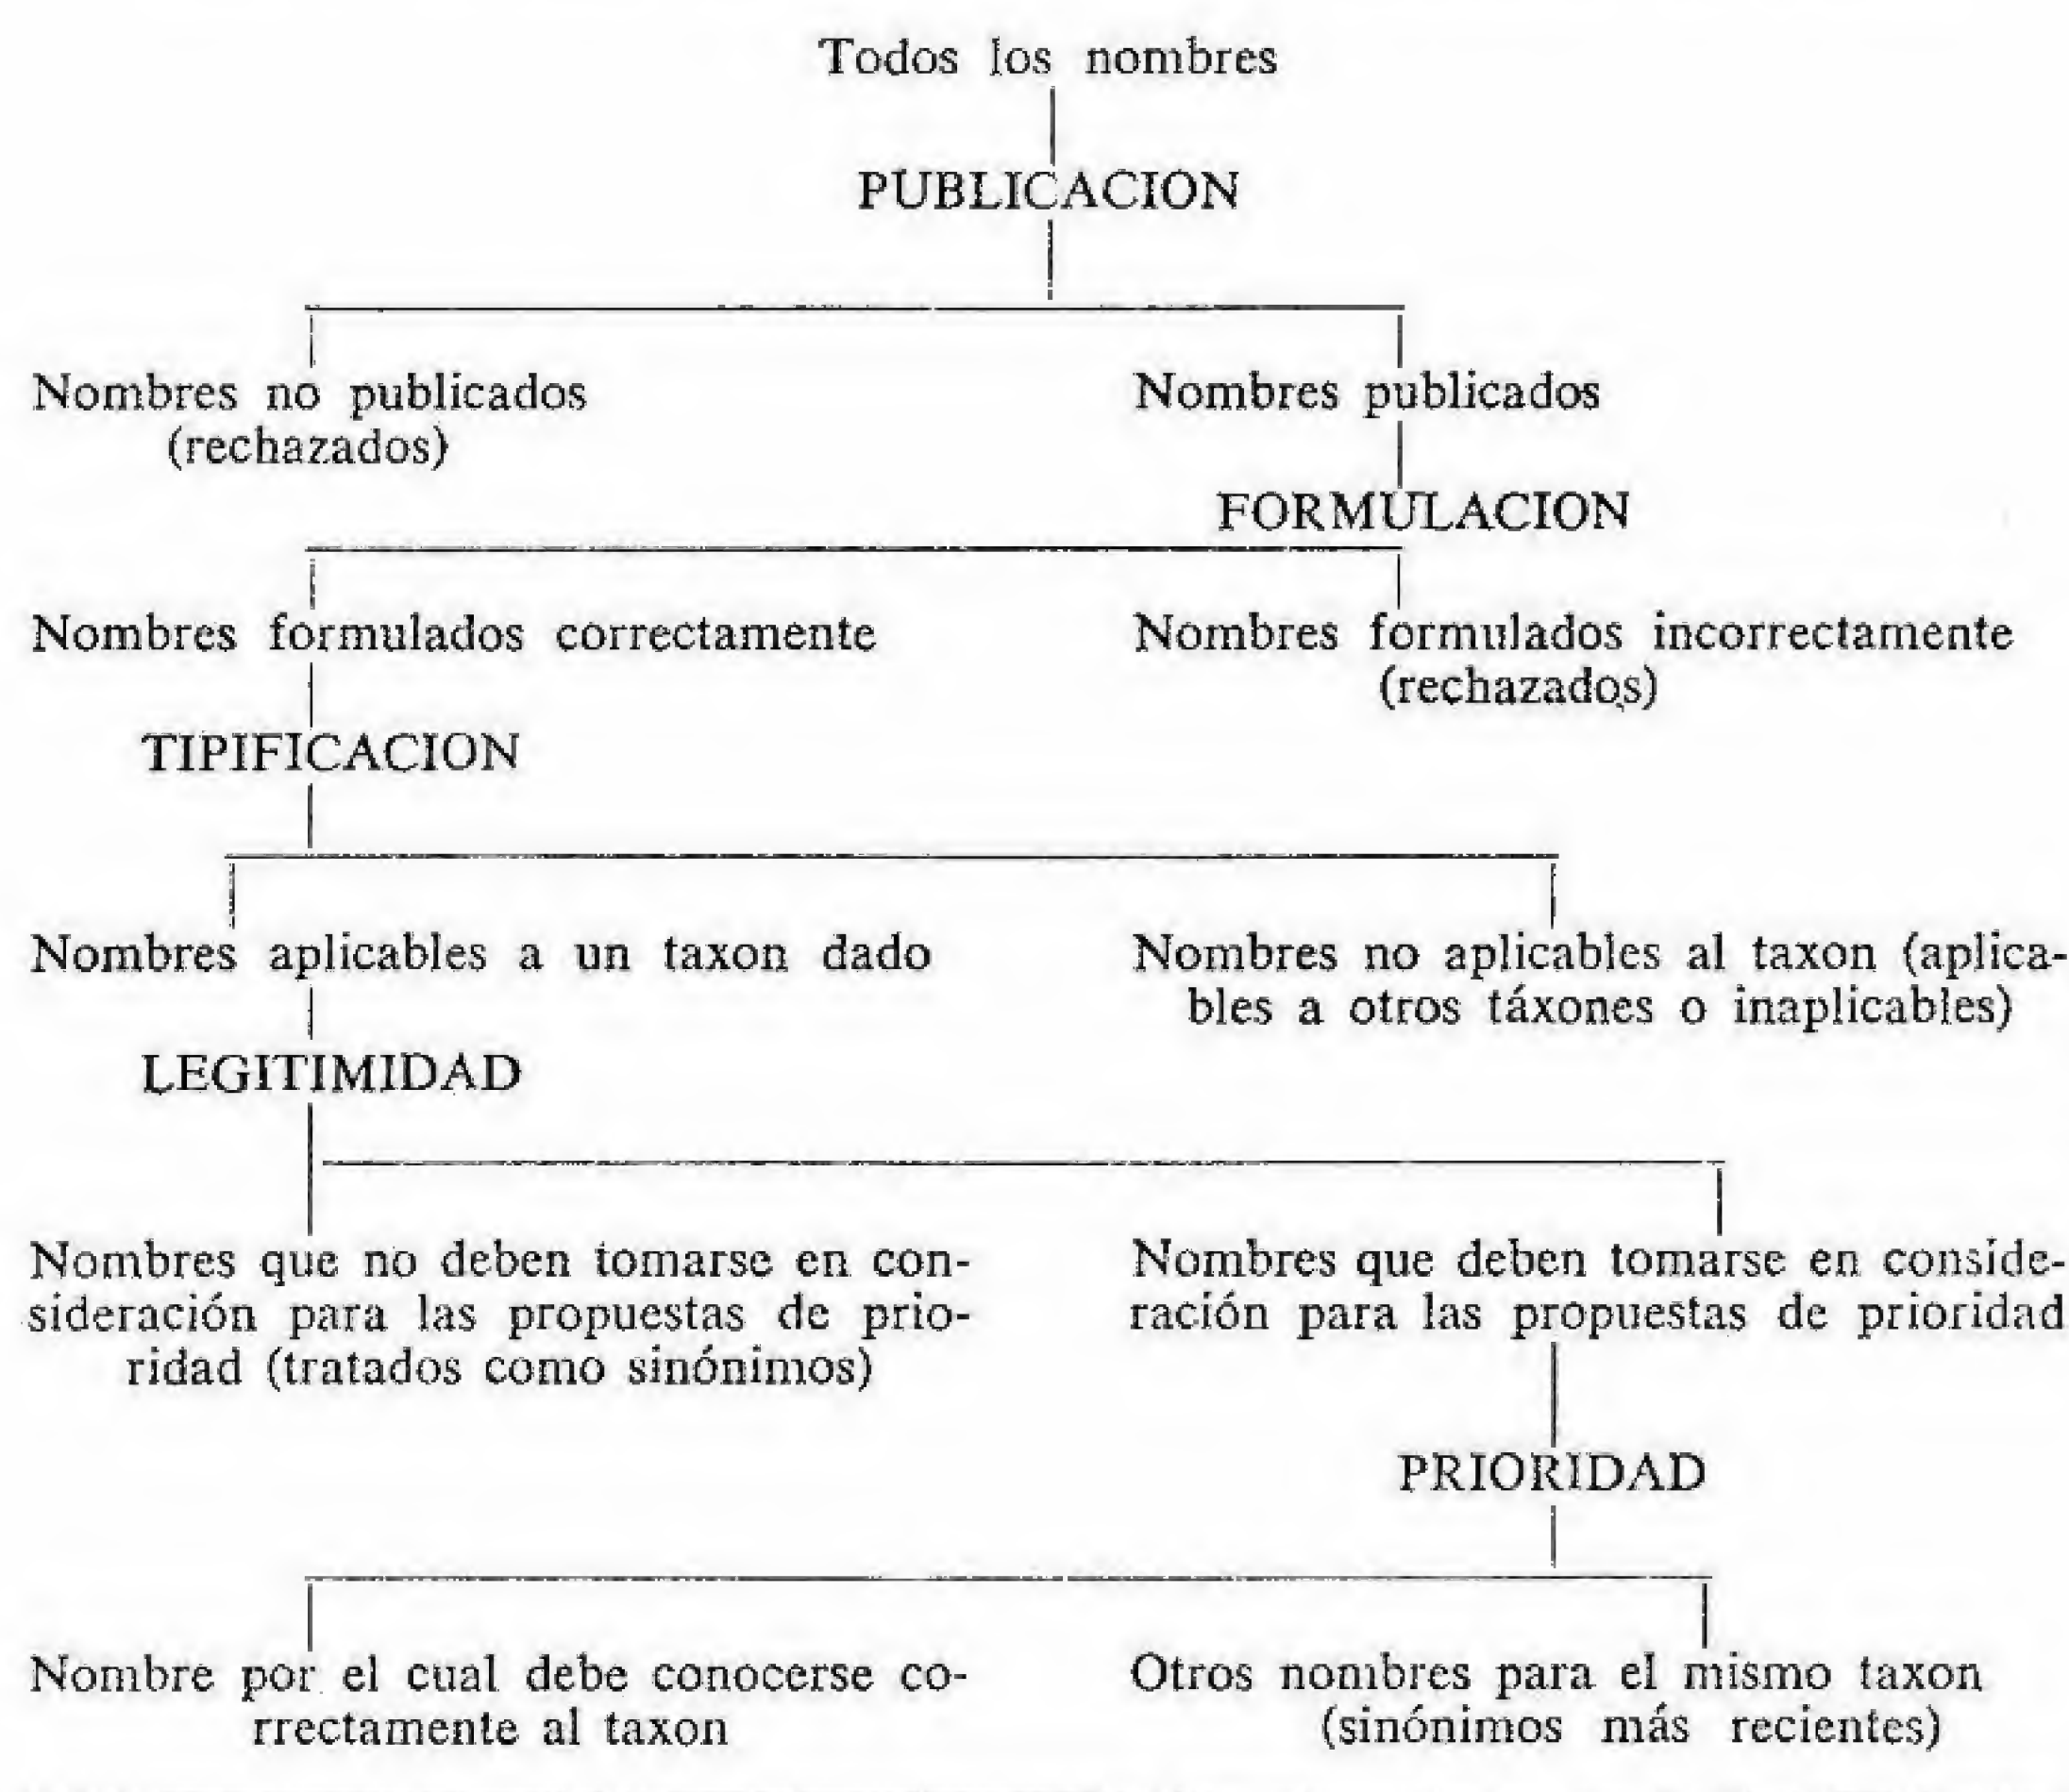 Todos los nombres
PUBLICACION
Nombres no publicados
(rechazados)
Nombres publicados
FORMULACION
Nombres formulados correctamente
Nombres formulados incorrectamente
(rechazados)
TIPIFICACION
Nombres aplicables a un taxon dado
Nombres no aplicables al taxon (aplica-
bles a otros táxones o inaplicables)
LEGITIMIDAD
Nombres que no deben tomarse en con-
sideración para las propuestas de prio-
ridad (tratados como sinónimos)
Nombres que deben tomarse en conside-
ración para las propuestas de prioridad
PRIORIDAD
Nombre por el cual debe conocerse co-
rrectamente al taxon
Otros nombres para el mismo taxon
(sinónimos más recientes)